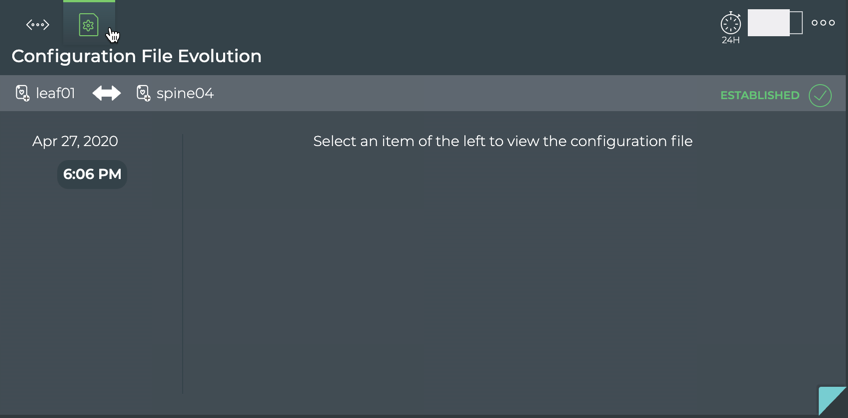 24H
Configuration File Evolution
leaf01 spine04 ESTABLISHED
Apr 27, 2020
Select an item of the left to view the configuration file
6:06 PM